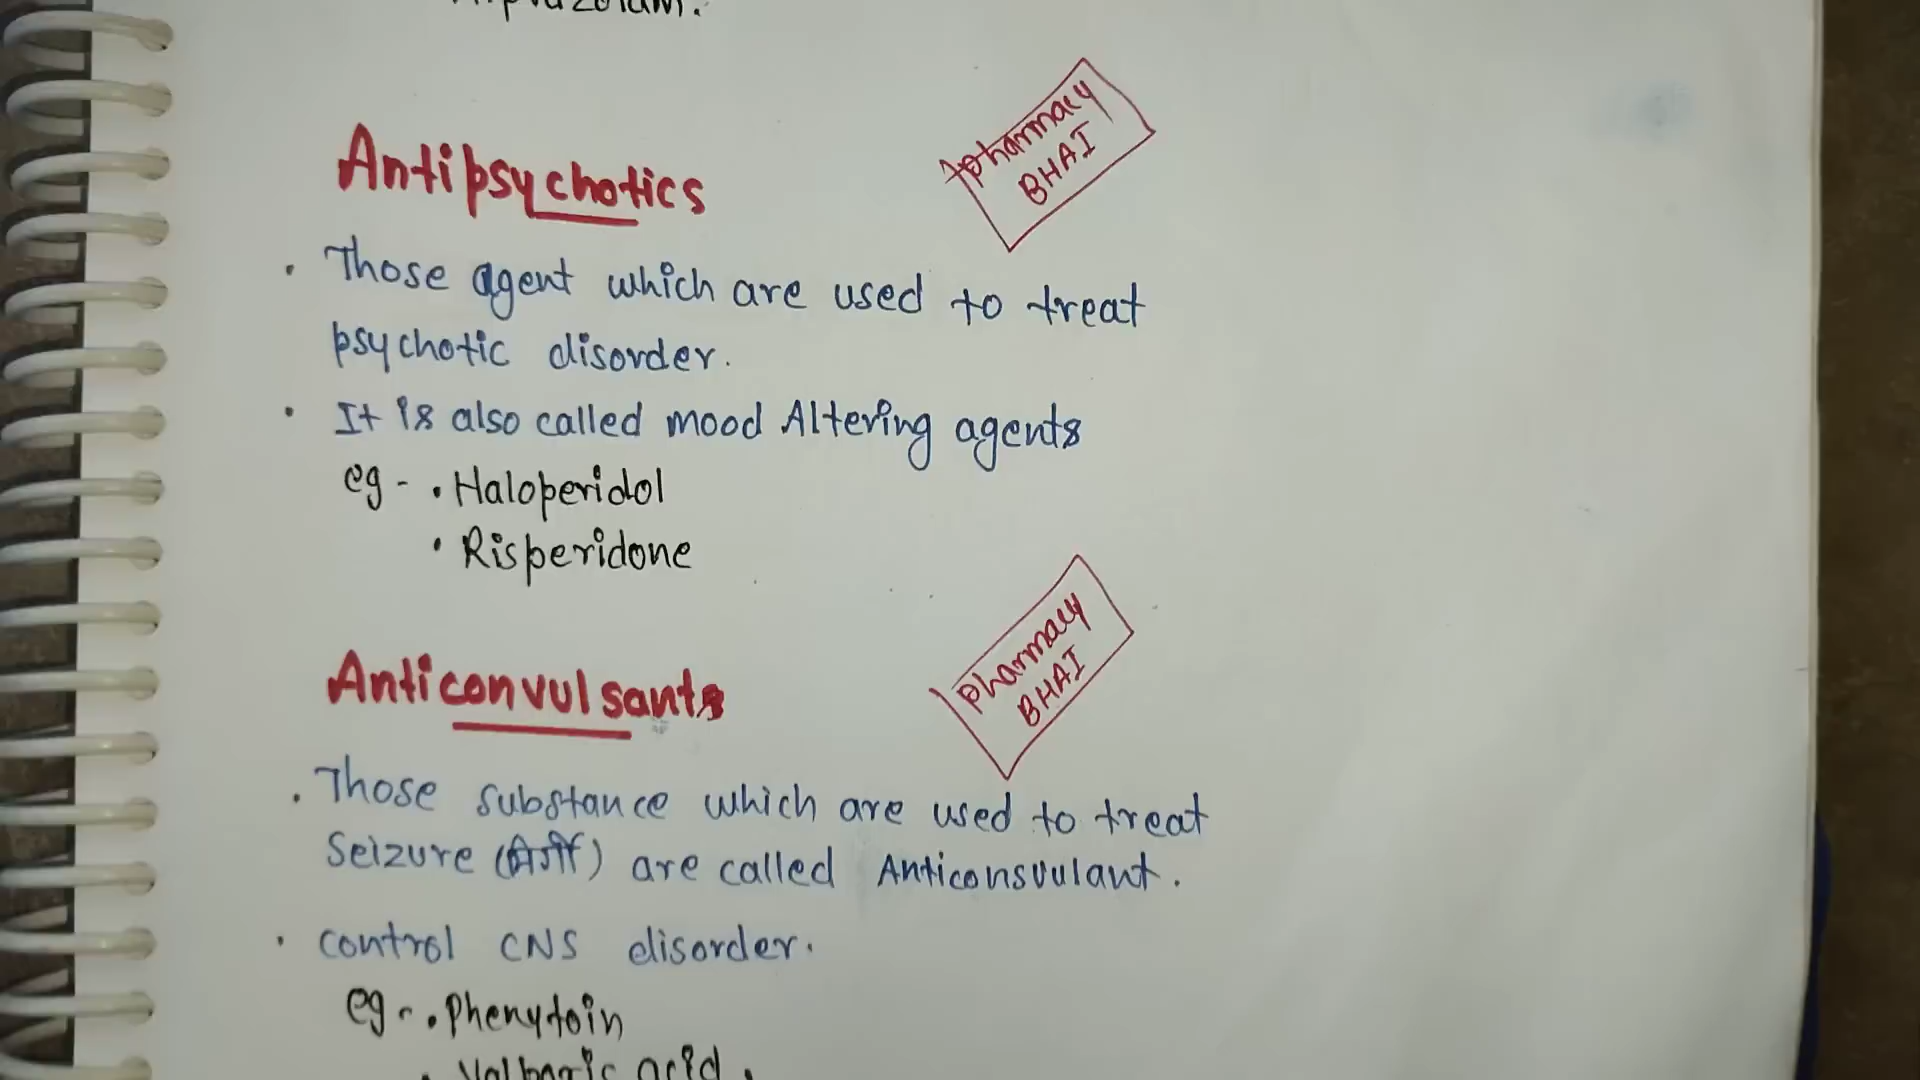 Antipsychotics
pharmacy
BHAI
• Those agent which are used to treat
psychotic disorder.
• It is also called mood Altering agents
eg - • Haloperidol
• Risperidone
Anticonvulsants
pharmacy
BHAI
• Those substance which are used to treat
Seizure (मिर्गी) are called Anticonsvulant.
• control CNS disorder.
eg - • Phenytoin
• Valproic acid.